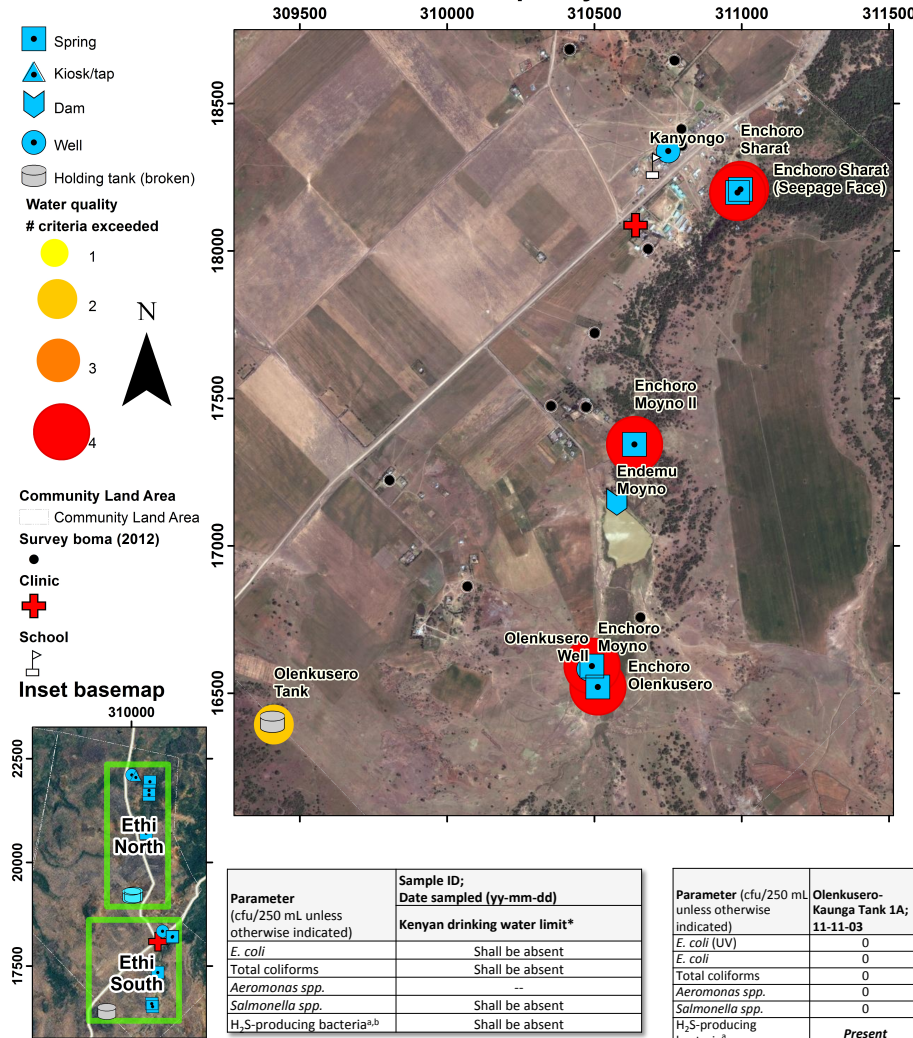 309500 310000 310500 311000 311500
Spring
Kiosk/tap
Dam
Well
Holding tank (broken)
Water quality
# criteria exceeded
1
2
3
4
N
Community Land Area
Community Land Area
Survey boma (2012)
Clinic
School
18500
18000
17500
17000
16500
Kanyongo
Enchoro
Sharat
Enchoro Sharat
(Seepage Face)
Enchoro
Moyno II
Endemu
Moyno
Olenkusero
Well
Enchoro
Moyno
Enchoro
Olenkusero
Olenkusero
Tank
Inset basemap
310000
22500
20000
17500
Ethi
North
Ethi
South
Parameter
(cfu/250 mL unless
otherwise indicated)
Sample ID;
Date sampled (yy-mm-dd)
Kenyan drinking water limit*
E. coli Shall be absent
Total coliforms Shall be absent
Aeromonas spp. --
Salmonella spp. Shall be absent
H₂S-producing bacteriaᵃ,ᵇ Shall be absent
Parameter (cfu/250 mL
unless otherwise
indicated)
Olenkusero-
Kaunga Tank 1A;
11-11-03
E. coli (UV) 0
E. coli 0
Total coliforms 0
Aeromonas spp. 0
Salmonella spp. 0
H₂S-producing
Present